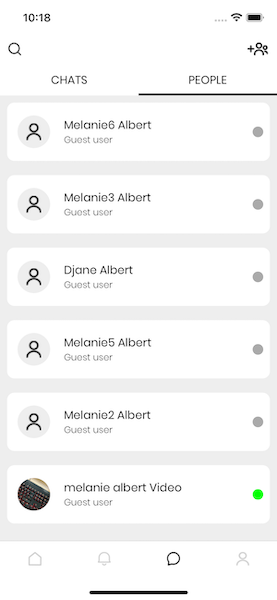 10:18
CHATS
PEOPLE
Melanie6 Albert
Guest user
Melanie3 Albert
Guest user
Djane Albert
Guest user
Melanie5 Albert
Guest user
Melanie2 Albert
Guest user
melanie albert Video
Guest user